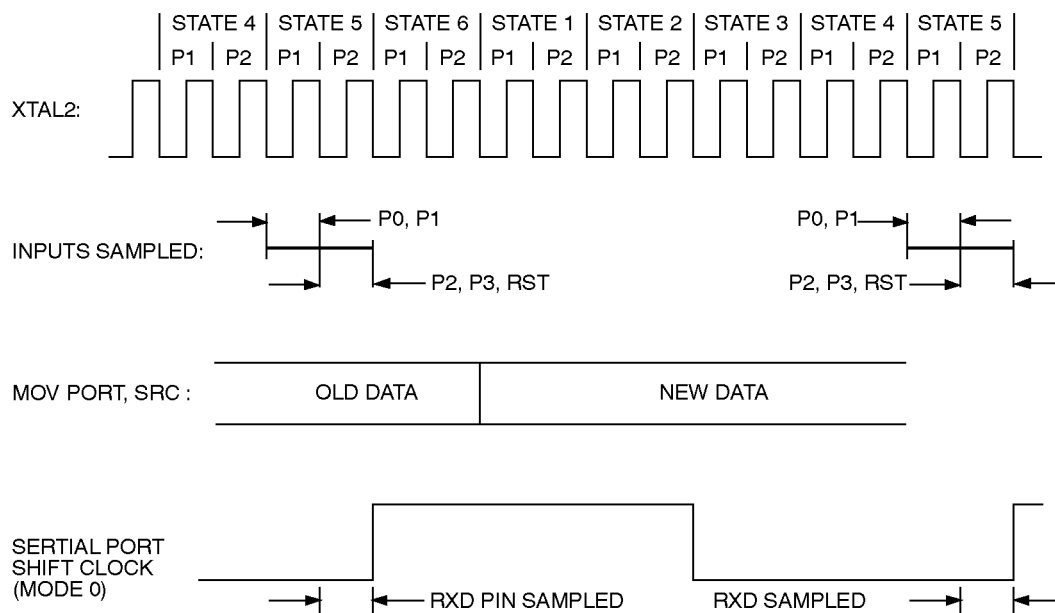 STATE 4 STATE 5 STATE 6 STATE 1 STATE 2 STATE 3 STATE 4 STATE 5
P1 P2 P1 P2 P1 P2 P1 P2 P1 P2 P1 P2 P1 P2 P1 P2
XTAL2:
P0, P1 P0, P1
INPUTS SAMPLED:
P2, P3, RST P2, P3, RST
MOV PORT, SRC : OLD DATA NEW DATA
SERTIAL PORT
SHIFT CLOCK
(MODE 0) RXD PIN SAMPLED RXD SAMPLED